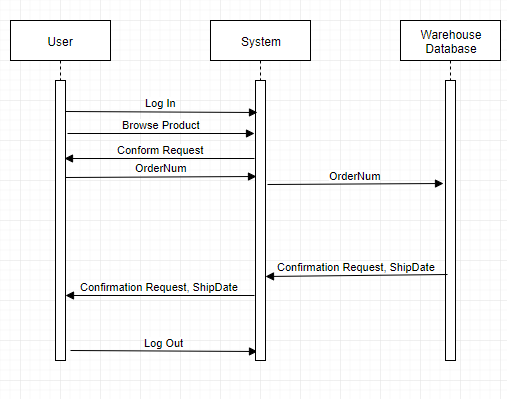 User
System
Warehouse
Database
Log In
Browse Product
Conform Request
OrderNum
OrderNum
Confirmation Request, ShipDate
Confirmation Request, ShipDate
Log Out